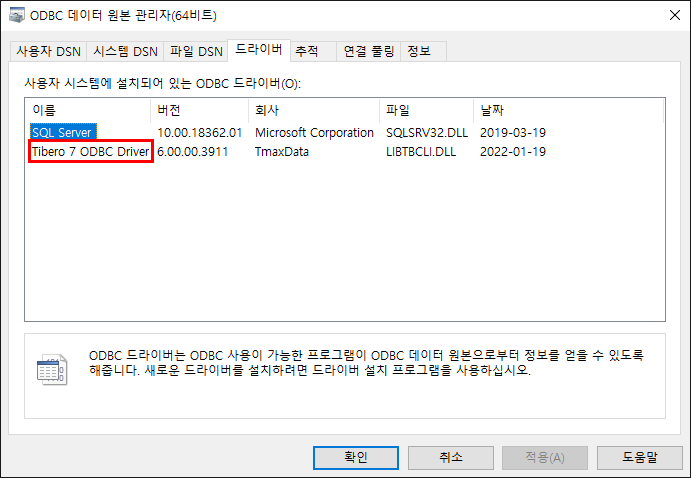 ODBC 데이터 원본 관리자(64비트)
사용자 DSN 시스템 DSN 파일 DSN 드라이버 추적 연결 풀링 정보
사용자 시스템에 설치되어 있는 ODBC 드라이버(O):
이름 버전 회사 파일 날짜
SQL Server 10.00.18362.01 Microsoft Corporation SQLSRV32.DLL 2019-03-19
Tibero 7 ODBC Driver 6.00.00.3911 TmaxData LIBTBCLI.DLL 2022-01-19
ODBC 드라이버는 ODBC 사용이 가능한 프로그램이 ODBC 데이터 원본으로부터 정보를 얻을 수 있도록
해줍니다. 새로운 드라이버를 설치하려면 드라이버 설치 프로그램을 사용하십시오.
확인 취소 적용(A) 도움말